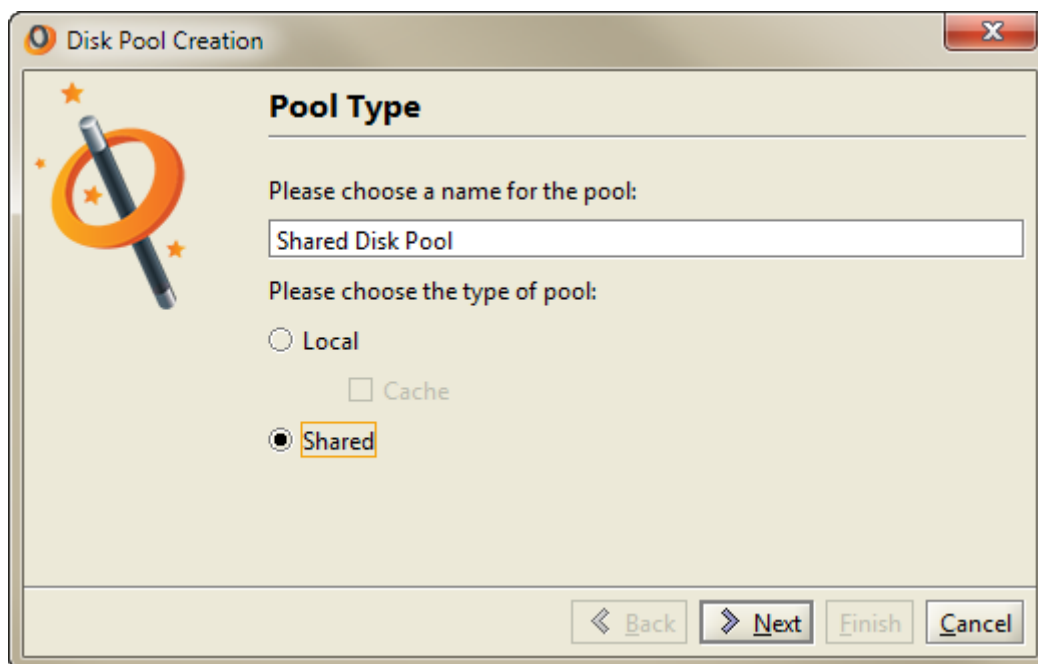 Disk Pool Creation
Pool Type
Please choose a name for the pool:
Shared Disk Pool
Please choose the type of pool:
Local
Cache
Shared
Back Next Finish Cancel